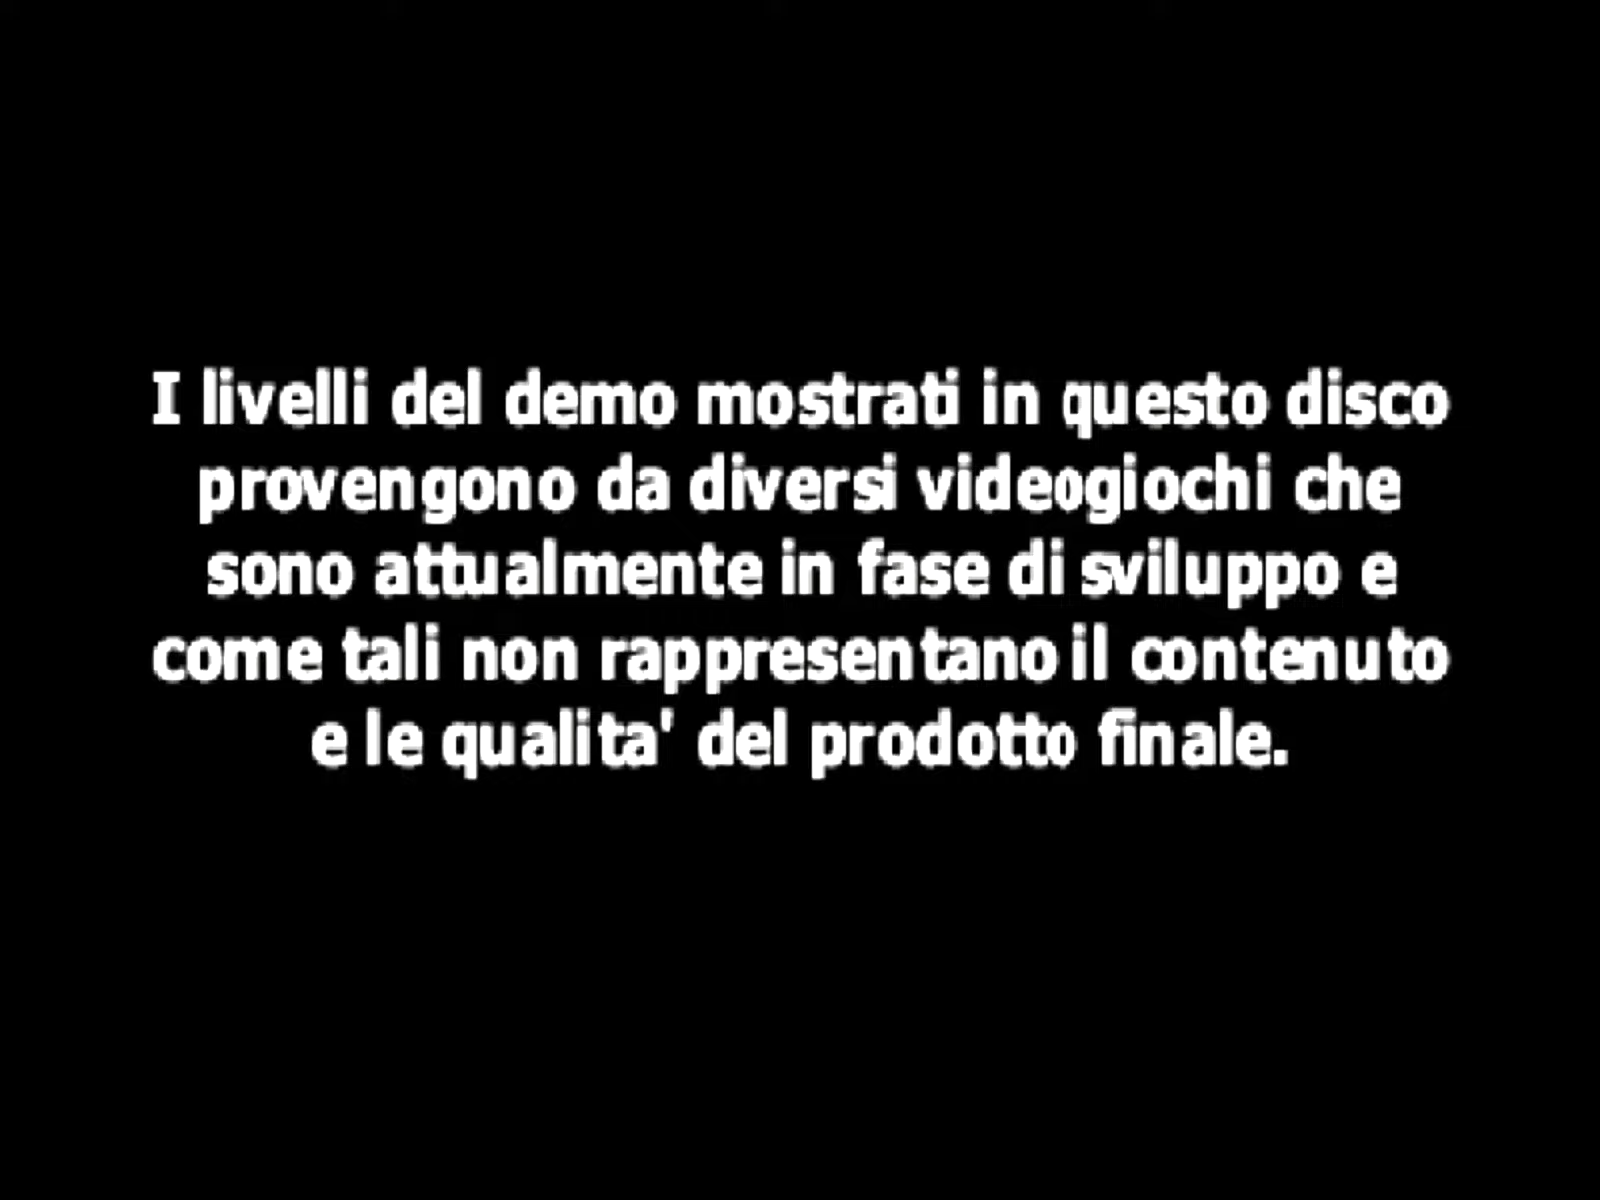 I livelli del demo mostrati in questo disco
provengono da diversi videogiochi che
sono attualmente in fase di sviluppo e
come tali non rappresentano il contenuto
e le qualita' del prodotto finale.